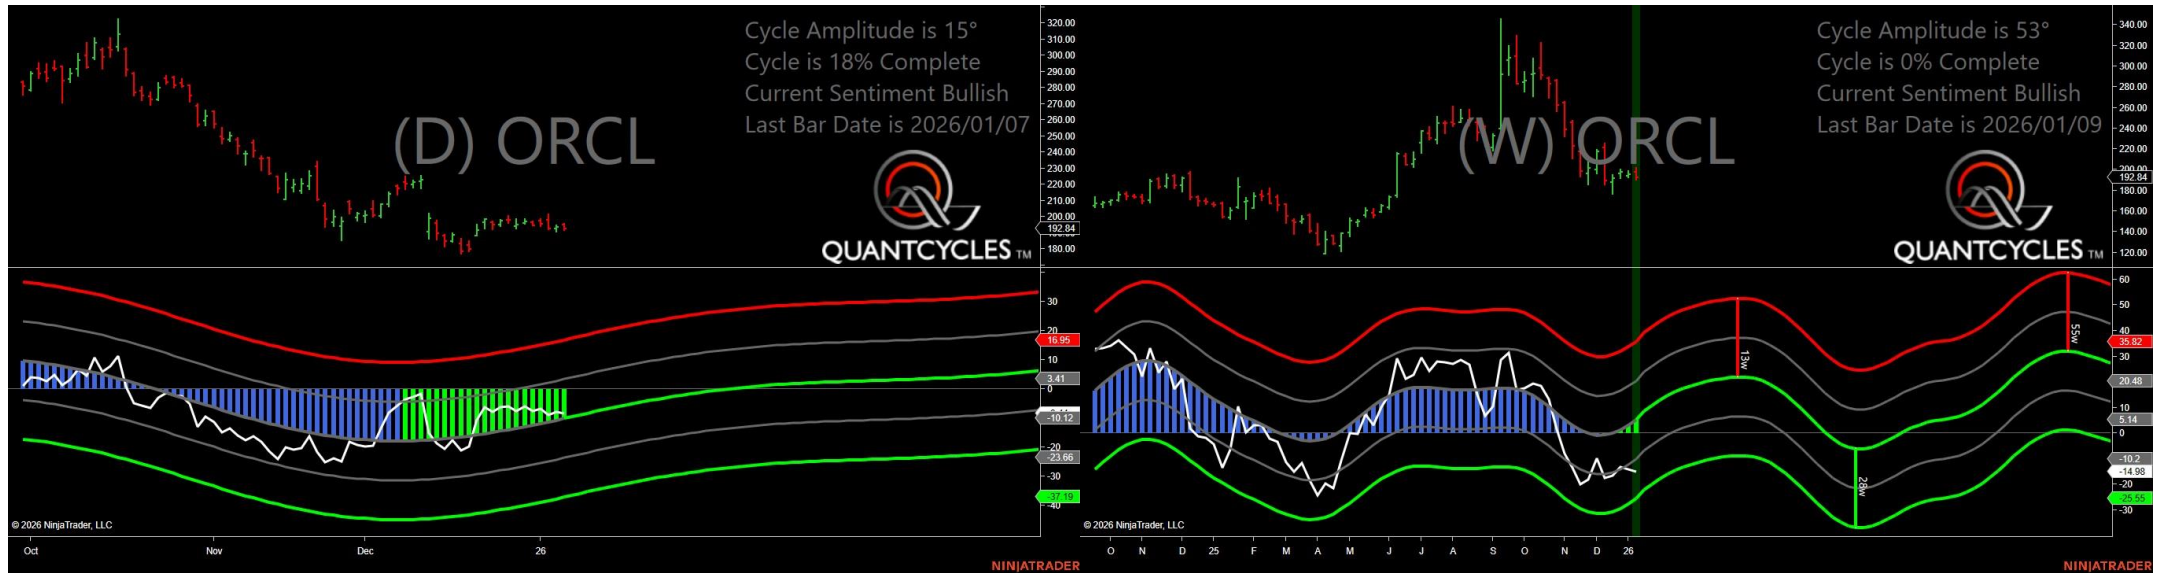 Cycle Amplitude is 15°
Cycle is 18% Complete
Current Sentiment Bullish
Last Bar Date is 2026/01/07
(D) ORCL
QUANTCYCLES TM
320.00
310.00
300.00
290.00
280.00
270.00
260.00
250.00
240.00
230.00
220.00
210.00
200.00
192.84
180.00
30
20
16.95
10
3.41
0
-10.12
-20
-23.66
-30
-37.19
-40
© 2026 NinjaTrader, LLC
Oct
Nov
Dec
26
NINJATRADER
Cycle Amplitude is 53°
Cycle is 0% Complete
Current Sentiment Bullish
Last Bar Date is 2026/01/09
(W) ORCL
QUANTCYCLES TM
340.00
320.00
300.00
280.00
260.00
240.00
220.00
200.00
192.84
180.00
160.00
140.00
120.00
60
50
40
35.82
30
20.48
10
5.14
0
-10.2
-14.98
-20
-25.55
-30
13w
28w
55w
© 2026 NinjaTrader, LLC
O
N
D
25
F
M
A
M
J
J
A
S
O
N
D
26
NINJATRADER